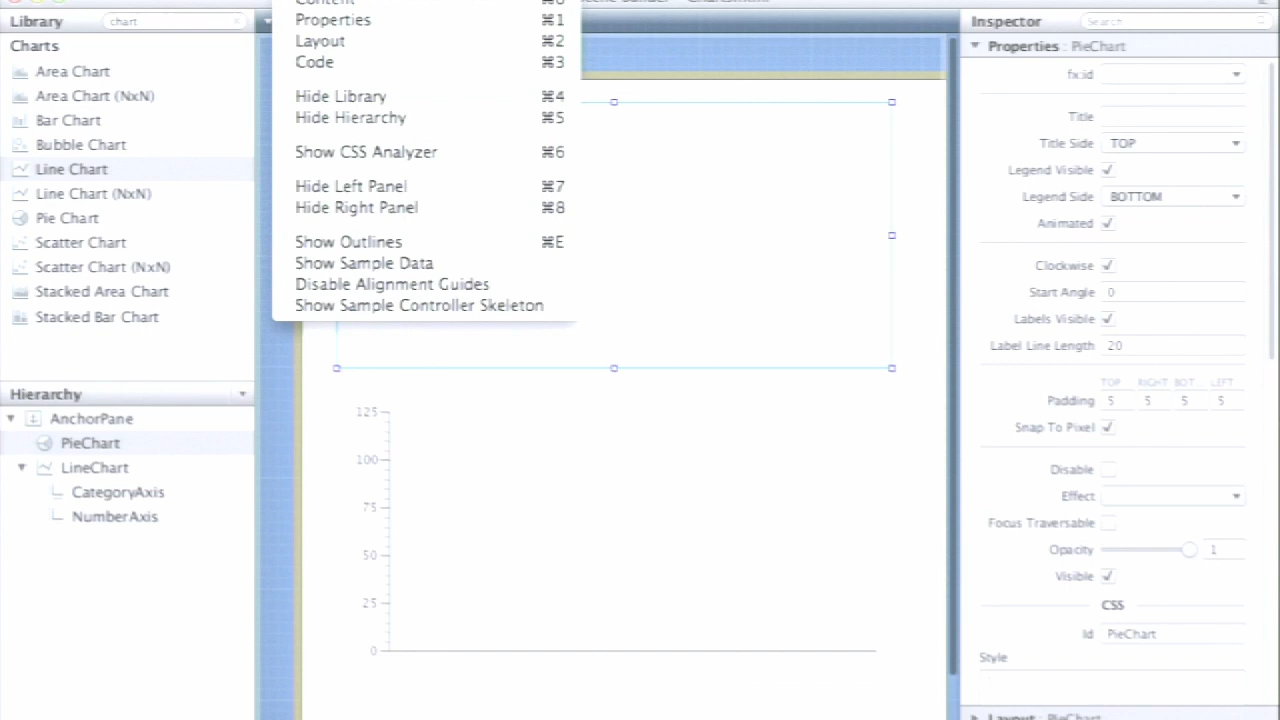 Library chart
Charts
Area Chart
Area Chart (NxN)
Bar Chart
Bubble Chart
Line Chart
Line Chart (NxN)
Pie Chart
Scatter Chart
Scatter Chart (NxN)
Stacked Area Chart
Stacked Bar Chart
Hierarchy
AnchorPane
PieChart
LineChart
CategoryAxis
NumberAxis
Content
Properties ⌘1
Layout ⌘2
Code ⌘3
Hide Library ⌘4
Hide Hierarchy ⌘5
Show CSS Analyzer ⌘6
Hide Left Panel ⌘7
Hide Right Panel ⌘8
Show Outlines ⌘E
Show Sample Data
Disable Alignment Guides
Show Sample Controller Skeleton
125
100
75
50
25
0
Inspector Search
Properties : PieChart
fx:id
Title
Title Side TOP
Legend Visible
Legend Side BOTTOM
Animated
Clockwise
Start Angle 0
Labels Visible
Label Line Length 20
TOP RIGHT BOT LEFT
Padding 5 5 5 5
Snap To Pixel
Disable
Effect
Focus Traversable
Opacity 1
Visible
CSS
Id PieChart
Style
Layout : PieChart